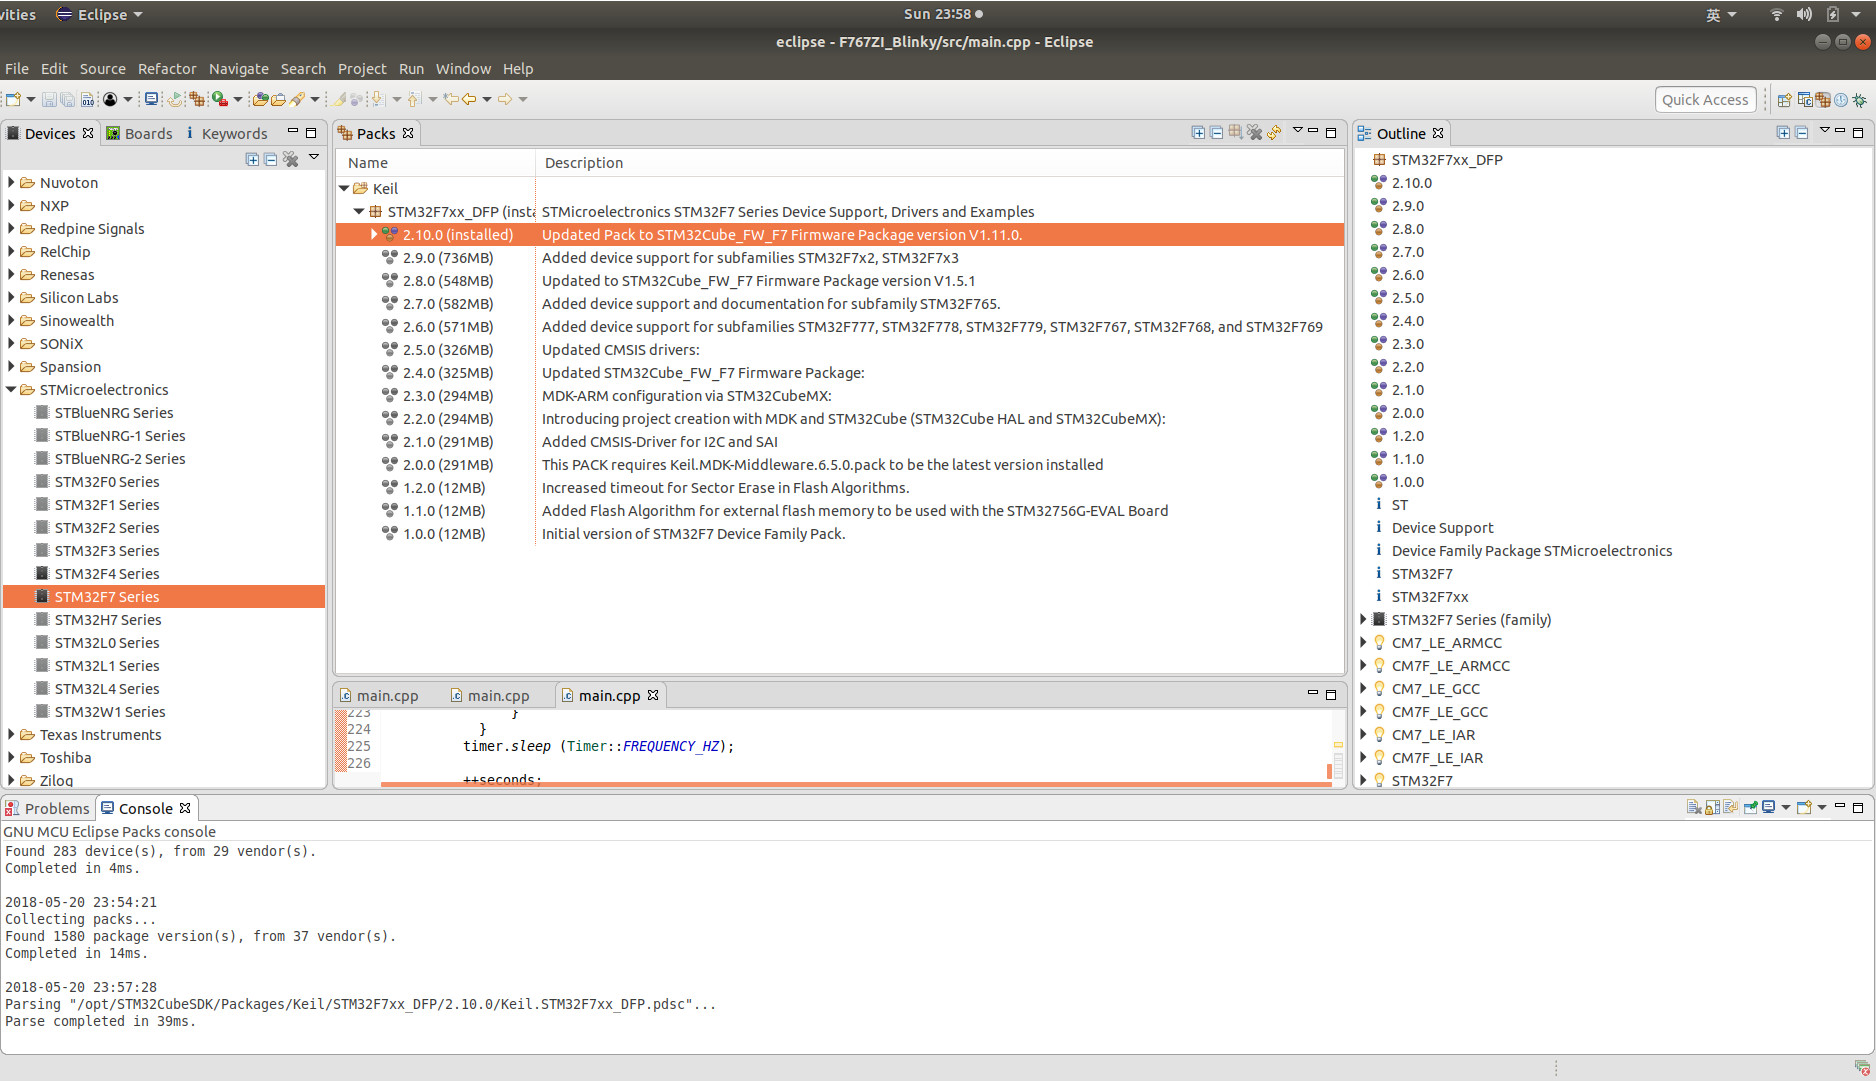 vities Eclipse Sun 23:58 英
eclipse - F767ZI_Blinky/src/main.cpp - Eclipse
File Edit Source Refactor Navigate Search Project Run Window Help
Quick Access
Devices Boards Keywords
Nuvoton
NXP
Redpine Signals
RelChip
Renesas
Silicon Labs
Sinowealth
SONiX
Spansion
STMicroelectronics
STBlueNRG Series
STBlueNRG-1 Series
STBlueNRG-2 Series
STM32F0 Series
STM32F1 Series
STM32F2 Series
STM32F3 Series
STM32F4 Series
STM32F7 Series
STM32H7 Series
STM32L0 Series
STM32L1 Series
STM32L4 Series
STM32W1 Series
Texas Instruments
Toshiba
Zilog
Packs
Name Description
Keil
STM32F7xx_DFP (insta STMicroelectronics STM32F7 Series Device Support, Drivers and Examples
2.10.0 (installed) Updated Pack to STM32Cube_FW_F7 Firmware Package version V1.11.0.
2.9.0 (736MB) Added device support for subfamilies STM32F7x2, STM32F7x3
2.8.0 (548MB) Updated to STM32Cube_FW_F7 Firmware Package version V1.5.1
2.7.0 (582MB) Added device support and documentation for subfamily STM32F765.
2.6.0 (571MB) Added device support for subfamilies STM32F777, STM32F778, STM32F779, STM32F767, STM32F768, and STM32F769
2.5.0 (326MB) Updated CMSIS drivers:
2.4.0 (325MB) Updated STM32Cube_FW_F7 Firmware Package:
2.3.0 (294MB) MDK-ARM configuration via STM32CubeMX:
2.2.0 (294MB) Introducing project creation with MDK and STM32Cube (STM32Cube HAL and STM32CubeMX):
2.1.0 (291MB) Added CMSIS-Driver for I2C and SAI
2.0.0 (291MB) This PACK requires Keil.MDK-Middleware.6.5.0.pack to be the latest version installed
1.2.0 (12MB) Increased timeout for Sector Erase in Flash Algorithms.
1.1.0 (12MB) Added Flash Algorithm for external flash memory to be used with the STM32756G-EVAL Board
1.0.0 (12MB) Initial version of STM32F7 Device Family Pack.
main.cpp main.cpp main.cpp
223 }
224 }
225 timer.sleep (Timer::FREQUENCY_HZ);
226
++seconds;
Outline
STM32F7xx_DFP
2.10.0
2.9.0
2.8.0
2.7.0
2.6.0
2.5.0
2.4.0
2.3.0
2.2.0
2.1.0
2.0.0
1.2.0
1.1.0
1.0.0
ST
Device Support
Device Family Package STMicroelectronics
STM32F7
STM32F7xx
STM32F7 Series (family)
CM7_LE_ARMCC
CM7F_LE_ARMCC
CM7_LE_GCC
CM7F_LE_GCC
CM7_LE_IAR
CM7F_LE_IAR
STM32F7
Problems Console
GNU MCU Eclipse Packs console
Found 283 device(s), from 29 vendor(s).
Completed in 4ms.
2018-05-20 23:54:21
Collecting packs...
Found 1580 package version(s), from 37 vendor(s).
Completed in 14ms.
2018-05-20 23:57:28
Parsing "/opt/STM32CubeSDK/Packages/Keil/STM32F7xx_DFP/2.10.0/Keil.STM32F7xx_DFP.pdsc"...
Parse completed in 39ms.